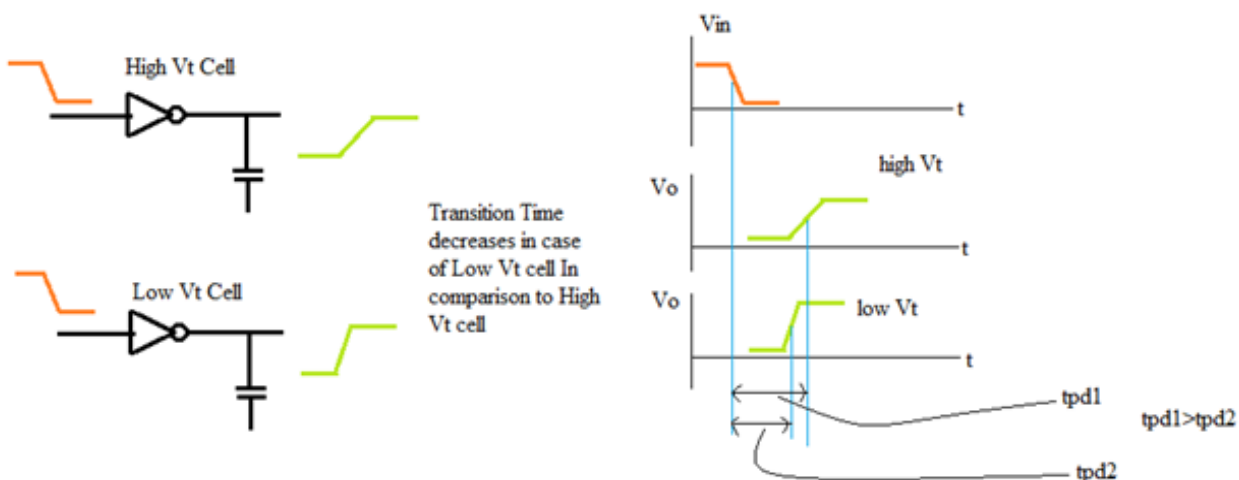 High Vt Cell
Low Vt Cell
Transition Time
decreases in case
of Low Vt cell In
comparison to High
Vt cell
Vin
t
high Vt
Vo
t
Vo
low Vt
t
tpd1
tpd1>tpd2
tpd2